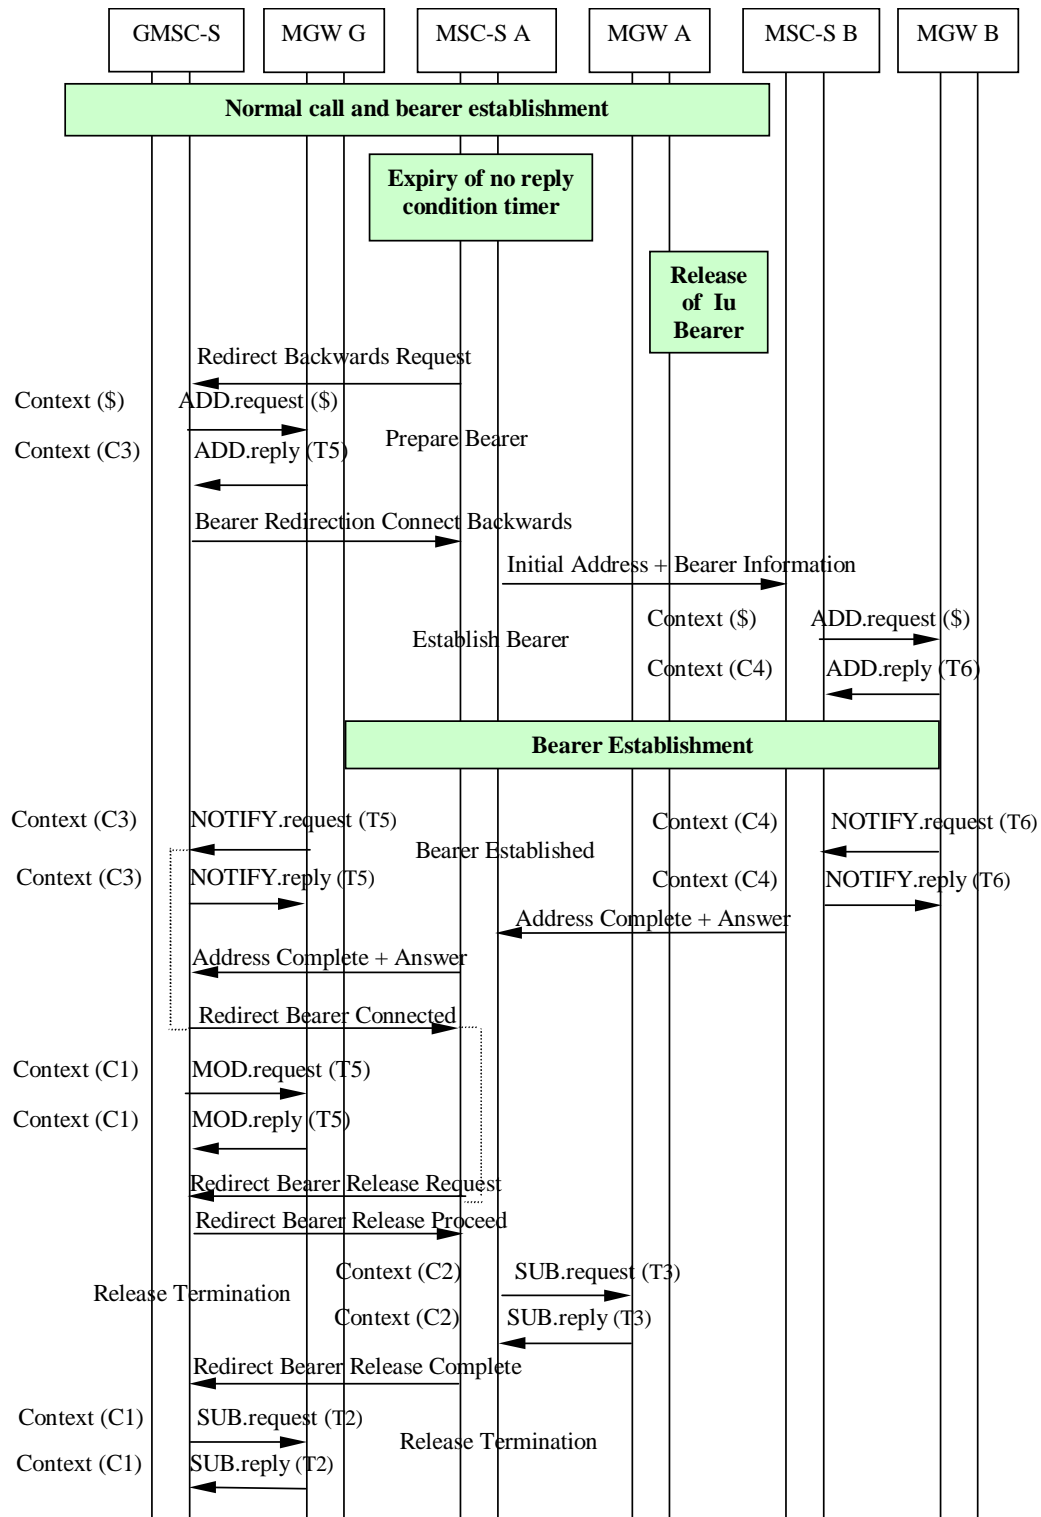 GMSC-S
MGW G
MSC-S A
MGW A
MSC-S B
MGW B
Normal call and bearer establishment
Expiry of no reply
condition timer
Release
of Iu
Bearer
Redirect Backwards Request
Context ($)
ADD.request ($)
Prepare Bearer
Context (C3)
ADD.reply (T5)
Bearer Redirection Connect Backwards
Initial Address + Bearer Information
Context ($)
ADD.request ($)
Establish Bearer
Context (C4)
ADD.reply (T6)
Bearer Establishment
Context (C3)
NOTIFY.request (T5)
Context (C4)
NOTIFY.request (T6)
Bearer Established
Context (C3)
NOTIFY.reply (T5)
Context (C4)
NOTIFY.reply (T6)
Address Complete + Answer
Address Complete + Answer
Redirect Bearer Connected
Context (C1)
MOD.request (T5)
Context (C1)
MOD.reply (T5)
Redirect Bearer Release Request
Redirect Bearer Release Proceed
Context (C2)
SUB.request (T3)
Release Termination
Context (C2)
SUB.reply (T3)
Redirect Bearer Release Complete
Context (C1)
SUB.request (T2)
Release Termination
Context (C1)
SUB.reply (T2)